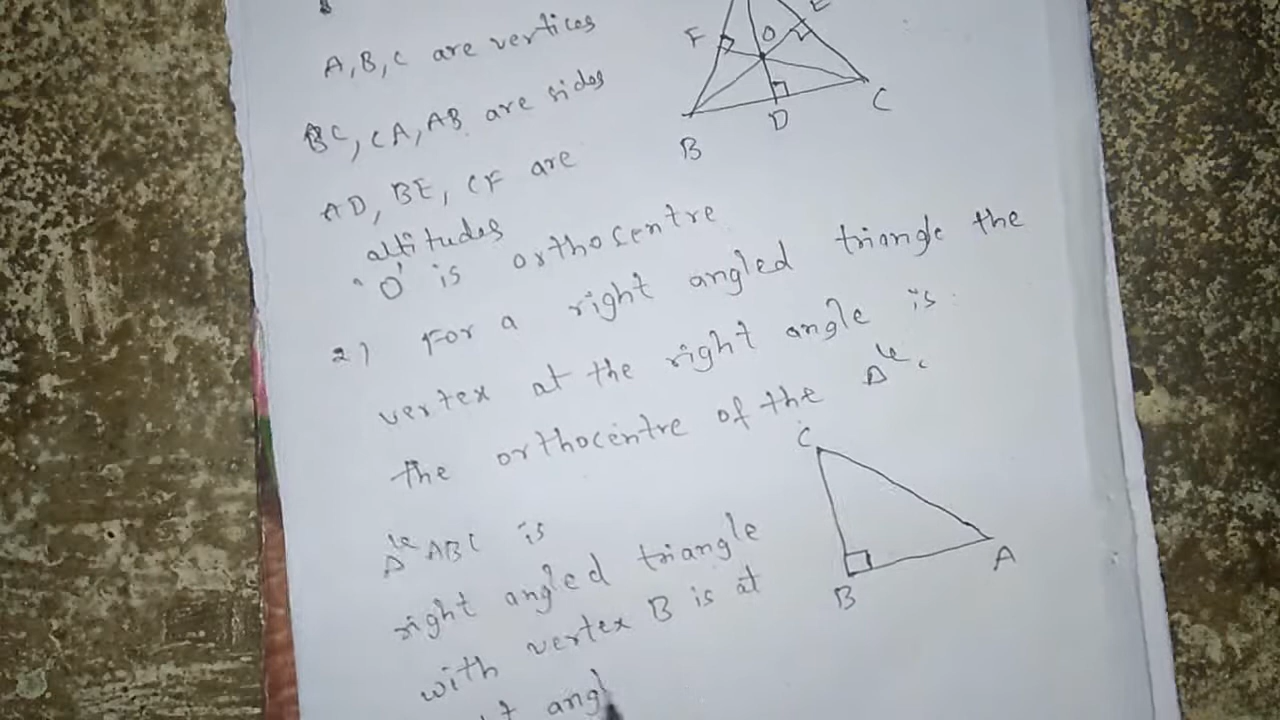 A, B, C are vertices
BC, CA, AB are sides
AD, BE, CF are
altitudes
'O' is orthocentre
2) For a right angled triangle the
vertex at the right angle is
the orthocentre of the Δle.
Δle ABC is
right angled triangle
with vertex B is at
angl
F
E
O
B
D
C
C
B
A